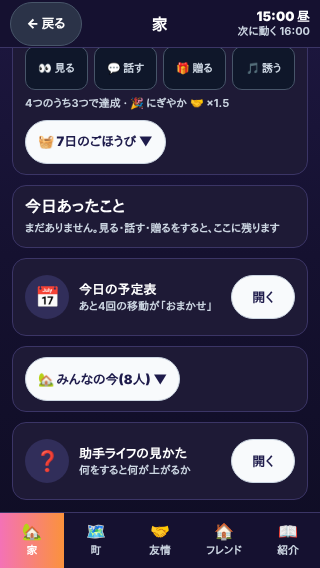 ← 戻る
家
15:00 昼
次に動く 16:00
👀 見る
💬 話す
🎁 贈る
🎵 誘う
4つのうち3つで達成・🎉 にぎやか 🤝 ×1.5
🧺 7日のごほうび ▼
今日あったこと
まだありません。見る・話す・贈るをすると、ここに残ります
今日の予定表
あと4回の移動が「おまかせ」
開く
🏡 みんなの今(8人) ▼
助手ライフの見かた
何をすると何が上がるか
開く
家
町
友情
フレンド
紹介